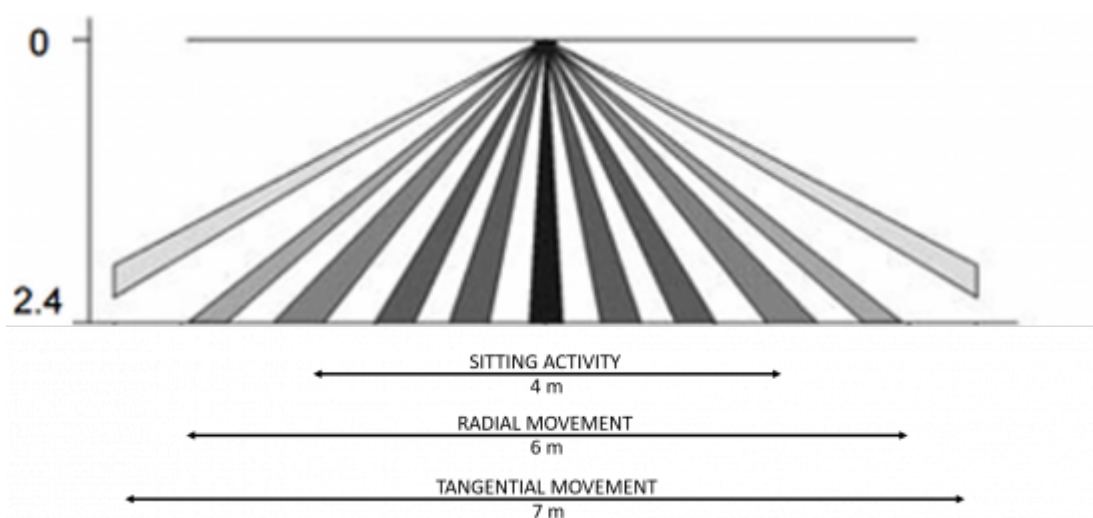 0
2.4
SITTING ACTIVITY
4 m
RADIAL MOVEMENT
6 m
TANGENTIAL MOVEMENT
7 m